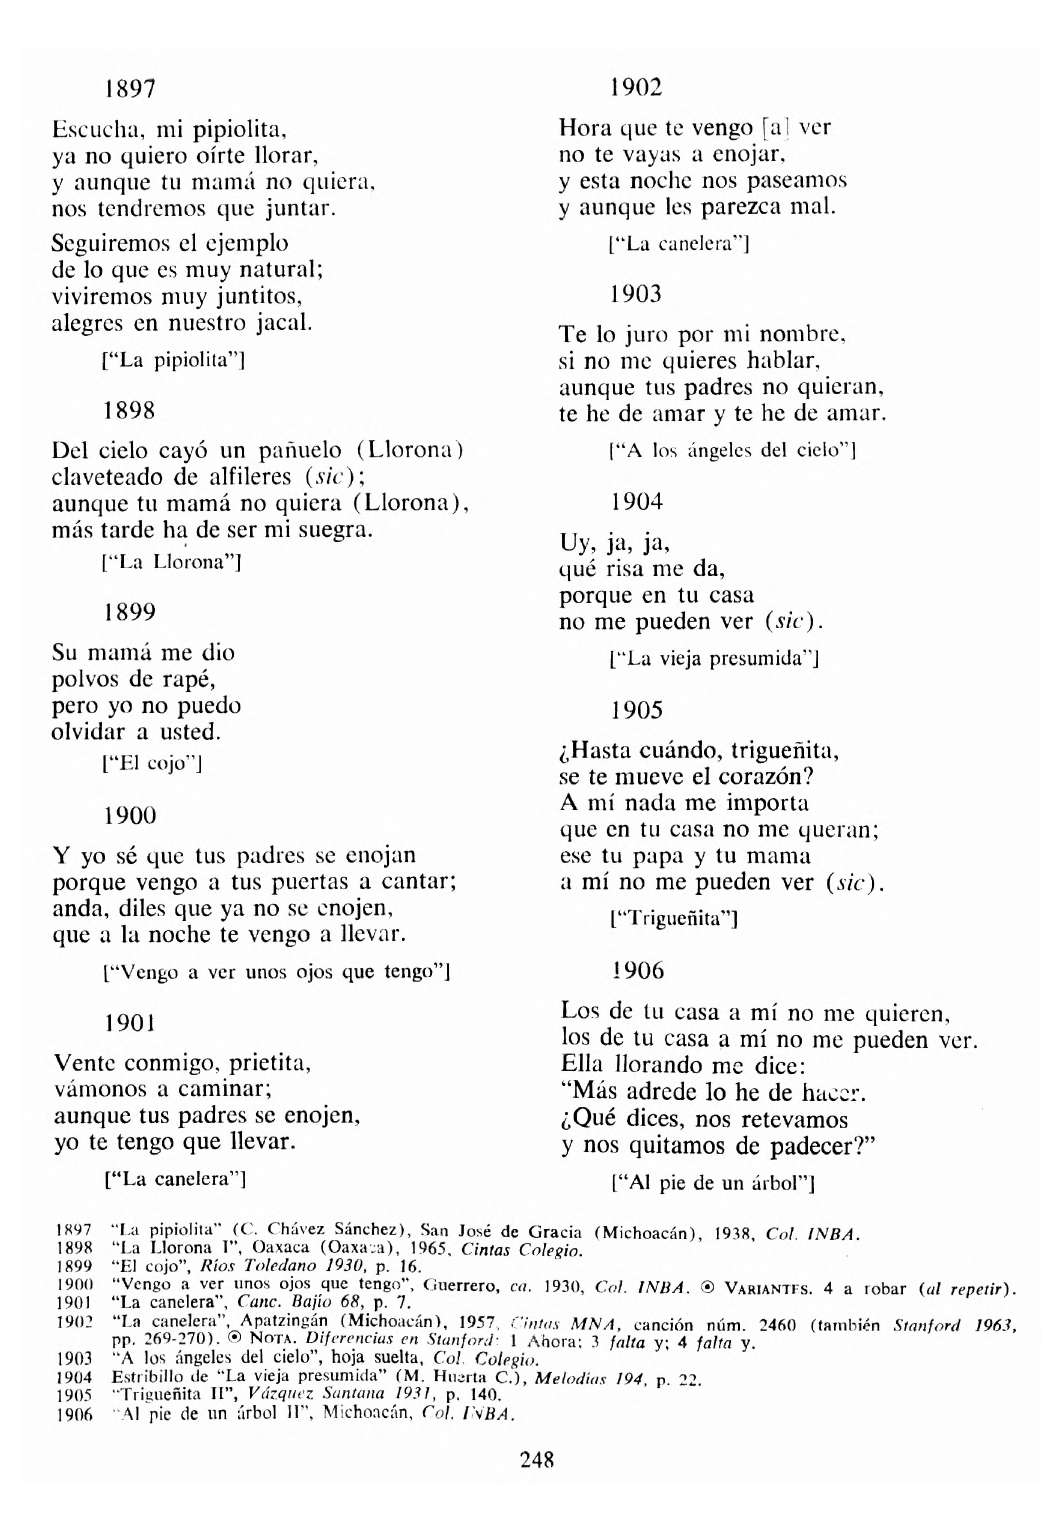 1897
Escucha, mi pipiolita,
ya no quiero oírte llorar,
y aunque tu mamá no quiera,
nos tendremos que juntar.
Seguiremos el ejemplo
de lo que es muy natural;
viviremos muy juntitos,
alegres en nuestro jacal.
[“La pipiolita”]
1898
Del cielo cayó un pañuelo (Llorona)
claveteado de alfileres (sic);
aunque tu mamá no quiera (Llorona),
más tarde ha de ser mi suegra.
[“La Llorona”]
1899
Su mamá me dio
polvos de rapé,
pero yo no puedo
olvidar a usted.
[“El cojo”]
1900
Y yo sé que tus padres se enojan
porque vengo a tus puertas a cantar;
anda, diles que ya no se enojen,
que a la noche te vengo a llevar.
[“Vengo a ver unos ojos que tengo”]
1901
Vente conmigo, prietita,
vámonos a caminar;
aunque tus padres se enojen,
yo te tengo que llevar.
[“La canelera”]
1902
Hora que te vengo [a] ver
no te vayas a enojar,
y esta noche nos paseamos
y aunque les parezca mal.
[“La canelera”]
1903
Te lo juro por mi nombre,
si no me quieres hablar,
aunque tus padres no quieran,
te he de amar y te he de amar.
[“A los ángeles del cielo”]
1904
Uy, ja, ja,
qué risa me da,
porque en tu casa
no me pueden ver (sic).
[“La vieja presumida”]
1905
¿Hasta cuándo, trigueñita,
se te mueve el corazón?
A mí nada me importa
que en tu casa no me queran;
ese tu papa y tu mama
a mí no me pueden ver (sic).
[“Trigueñita”]
1906
Los de tu casa a mí no me quieren,
los de tu casa a mí no me pueden ver.
Ella llorando me dice:
“Más adrede lo he de hacer.
¿Qué dices, nos retevamos
y nos quitamos de padecer?”
[“Al pie de un árbol”]
1897 “La pipiolita” (C. Chávez Sánchez), San José de Gracia (Michoacán), 1938, Col. INBA.
1898 “La Llorona I”, Oaxaca (Oaxaca), 1965, Cintas Colegio.
1899 “El cojo”, Ríos Toledano 1930, p. 16.
1900 “Vengo a ver unos ojos que tengo”, Guerrero, ca. 1930, Col. INBA. ⊙ VARIANTES. 4 a robar (al repetir).
1901 “La canelera”, Canc. Bajío 68, p. 7.
1902 “La canelera”, Apatzingán (Michoacán), 1957, Cintas MNA, canción núm. 2460 (también Stanford 1963,
pp. 269-270). ⊙ NOTA. Diferencias en Stanford: 1 Ahora; 3 falta y; 4 falta y.
1903 “A los ángeles del cielo”, hoja suelta, Col. Colegio.
1904 Estribillo de “La vieja presumida” (M. Huerta C.), Melodías 194, p. 22.
1905 “Trigueñita II”, Vázquez Santana 1931, p. 140.
1906 “Al pie de un árbol II”, Michoacán, Col. INBA.
248